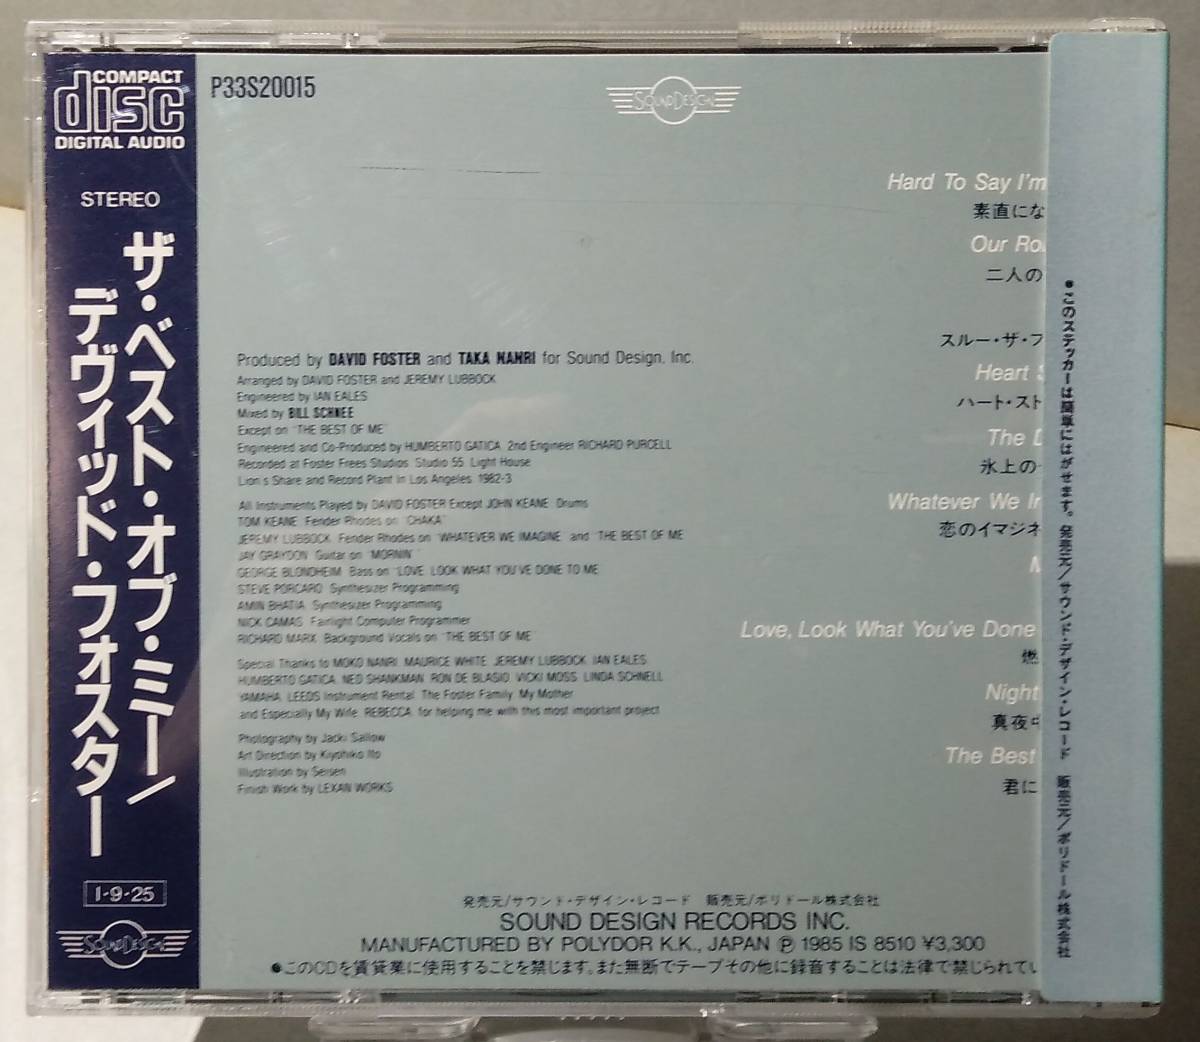 COMPACT
disc
DIGITAL AUDIO
STEREO
ザ・ベスト・オブ・ミー/
デヴィッド・フォスター
I-9-25
SOUND DESIGN
P33S20015
SOUND DESIGN
Hard To Say I'm
素直にな
Our Ro
二人の
スルー・ザ・フ
Heart S
ハート・スト
The D
氷上の
Whatever We Im
恋のイマジネ
M
Love, Look What You've Done
燃
Night
真夜中
The Best
君に
Produced by DAVID FOSTER and TAKA NANRI for Sound Design, Inc.
Arranged by DAVID FOSTER and JEREMY LUBBOCK
Engineered by IAN EALES
Mixed by BILL SCHNEE
Except on "THE BEST OF ME"
Engineered and Co-Produced by HUMBERTO GATICA, 2nd Engineer RICHARD PURCELL
Recorded at Foster Frees Studios, Studio 55, Light House
Lion's Share and Record Plant In Los Angeles, 1982-3
All Instruments Played by DAVID FOSTER Except JOHN KEANE: Drums
TOM KEANE: Fender Rhodes on "CHAKA"
JEREMY LUBBOCK: Fender Rhodes on "WHATEVER WE IMAGINE" and "THE BEST OF ME
JAY GRAYDON: Guitar on "MORNIN'"
GEORGE BLONDHEIM: Bass on "LOVE, LOOK WHAT YOU'VE DONE TO ME
STEVE PORCARO: Synthesizer Programming
AMIN BHATIA: Synthesizer Programming
NICK CAMAS: Fairlight Computer Programmer
RICHARD MARX: Background Vocals on "THE BEST OF ME"
Special Thanks to MOKO NANRI, MAURICE WHITE, JEREMY LUBBOCK, IAN EALES,
HUMBERTO GATICA, NED SHANKMAN, RON DE BLASIO, VICKI MOSS, LINDA SCHNELL
YAMAHA, LEEDS Instrument Rental, The Foster Family, My Mother
and Especially My Wife, REBECCA, for helping me with this most important project
Photography by Jacki Sallow
Art Direction by Kiyohiko Ito
Illustration by Seisen
Finish Work by LEXAN WORKS
発売元/サウンド・デザイン・レコード 販売元/ポリドール株式会社
SOUND DESIGN RECORDS INC.
MANUFACTURED BY POLYDOR K.K., JAPAN Ⓟ 1985 IS 8510 ¥3,300
●このCDを賃貸業に使用することを禁じます。また無断でテープその他に録音することは法律で禁じられてい
●このステッカーは簡単にはがせます。発売元/サウンド・デザイン・レコード 販売元/ポリドール株式会社